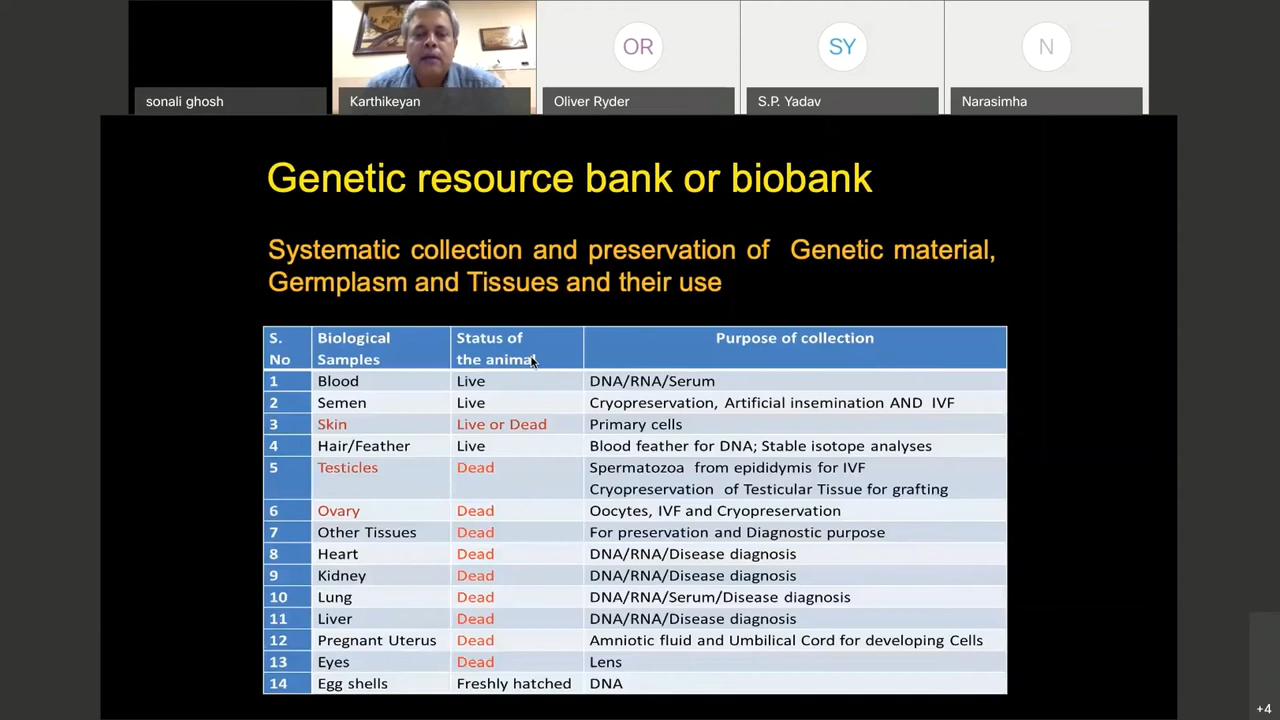 OR
SY
N
sonali ghosh
Karthikeyan
Oliver Ryder
S.P. Yadav
Narasimha
Genetic resource bank or biobank
Systematic collection and preservation of Genetic material,
Germplasm and Tissues and their use
S. No Biological Samples Status of the animal Purpose of collection
1 Blood Live DNA/RNA/Serum
2 Semen Live Cryopreservation, Artificial insemination AND IVF
3 Skin Live or Dead Primary cells
4 Hair/Feather Live Blood feather for DNA; Stable isotope analyses
5 Testicles Dead Spermatozoa from epididymis for IVF
Cryopreservation of Testicular Tissue for grafting
6 Ovary Dead Oocytes, IVF and Cryopreservation
7 Other Tissues Dead For preservation and Diagnostic purpose
8 Heart Dead DNA/RNA/Disease diagnosis
9 Kidney Dead DNA/RNA/Disease diagnosis
10 Lung Dead DNA/RNA/Serum/Disease diagnosis
11 Liver Dead DNA/RNA/Disease diagnosis
12 Pregnant Uterus Dead Amniotic fluid and Umbilical Cord for developing Cells
13 Eyes Dead Lens
14 Egg shells Freshly hatched DNA
+4